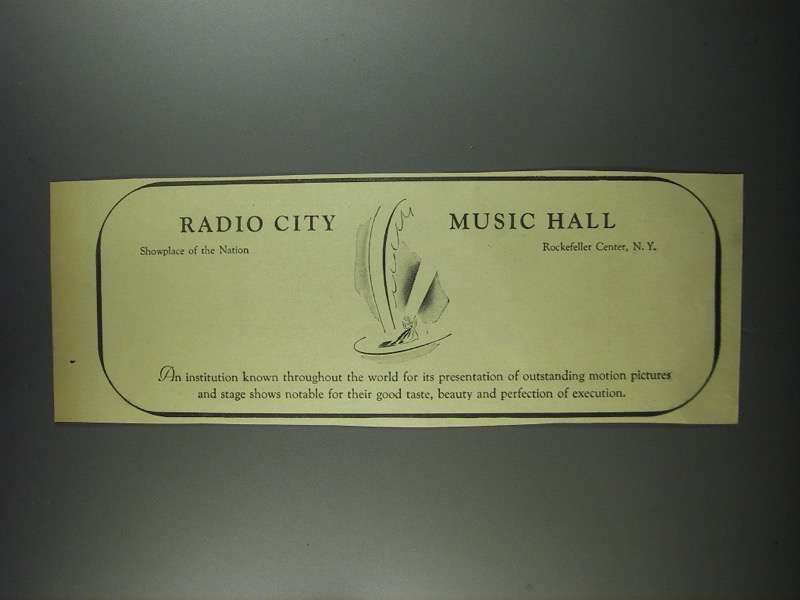 RADIO CITY MUSIC HALL
Showplace of the Nation Rockefeller Center, N. Y.
An institution known throughout the world for its presentation of outstanding motion pictures
and stage shows notable for their good taste, beauty and perfection of execution.